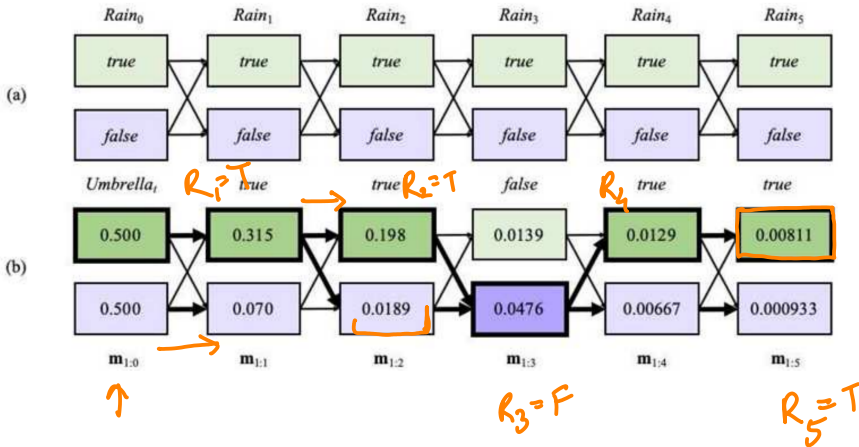 Rain0 Rain1 Rain2 Rain3 Rain4 Rain5
true true true true true true
(a)
false false false false false false
Umbrellat R1=T true true R2=T false R4 true true
0.500 0.315 0.198 0.0139 0.0129 0.00811
(b)
0.500 0.070 0.0189 0.0476 0.00667 0.000933
m1:0 m1:1 m1:2 m1:3 m1:4 m1:5
R3=F R5=T